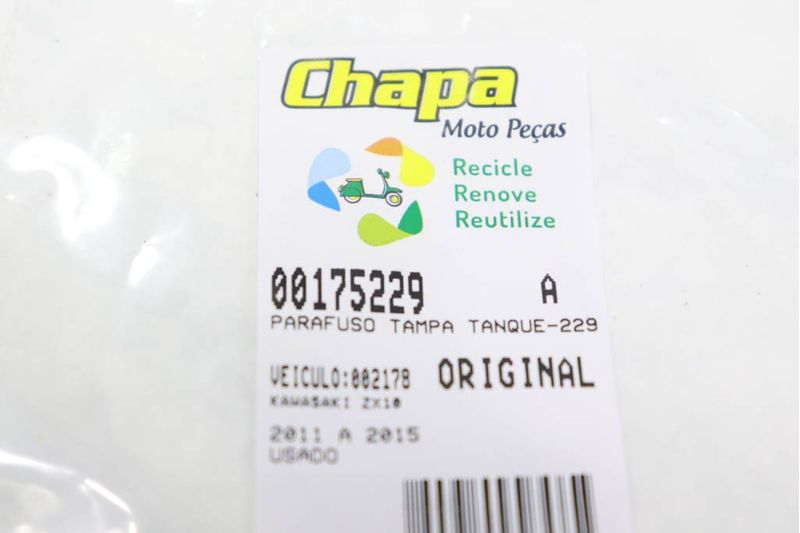 Chapa
Moto Peças
Recicle
Renove
Reutilize
00175229 A
PARAFUSO TAMPA TANQUE-229
VEICULO:002178 ORIGINAL
KAWASAKI ZX10
2011 A 2015
USADO